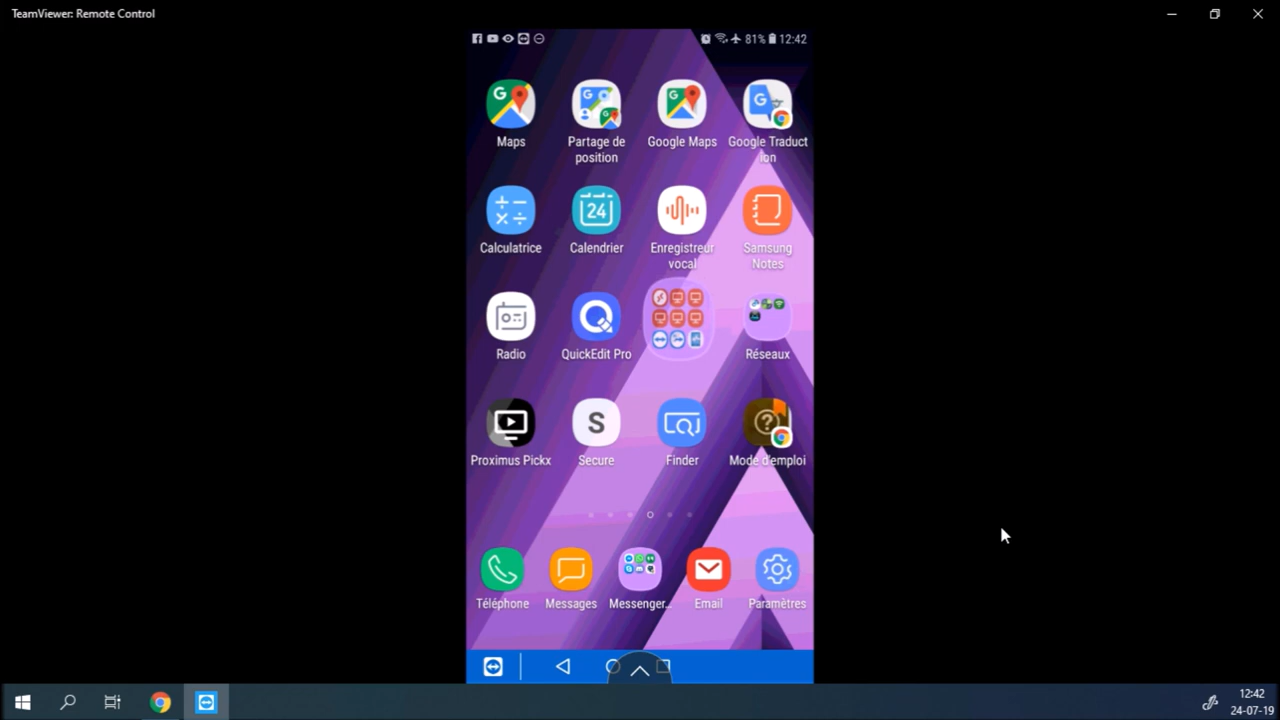 TeamViewer: Remote Control
81% 12:42
Maps
Partage de
position
Google Maps
Google Traduct
ion
Calculatrice
24
Calendrier
Enregistreur
vocal
Samsung
Notes
Radio
QuickEdit Pro
Réseaux
Proximus Pickx
S
Secure
Finder
Mode d'emploi
Téléphone
Messages
Messenger...
Email
Paramètres
12:42
24-07-19